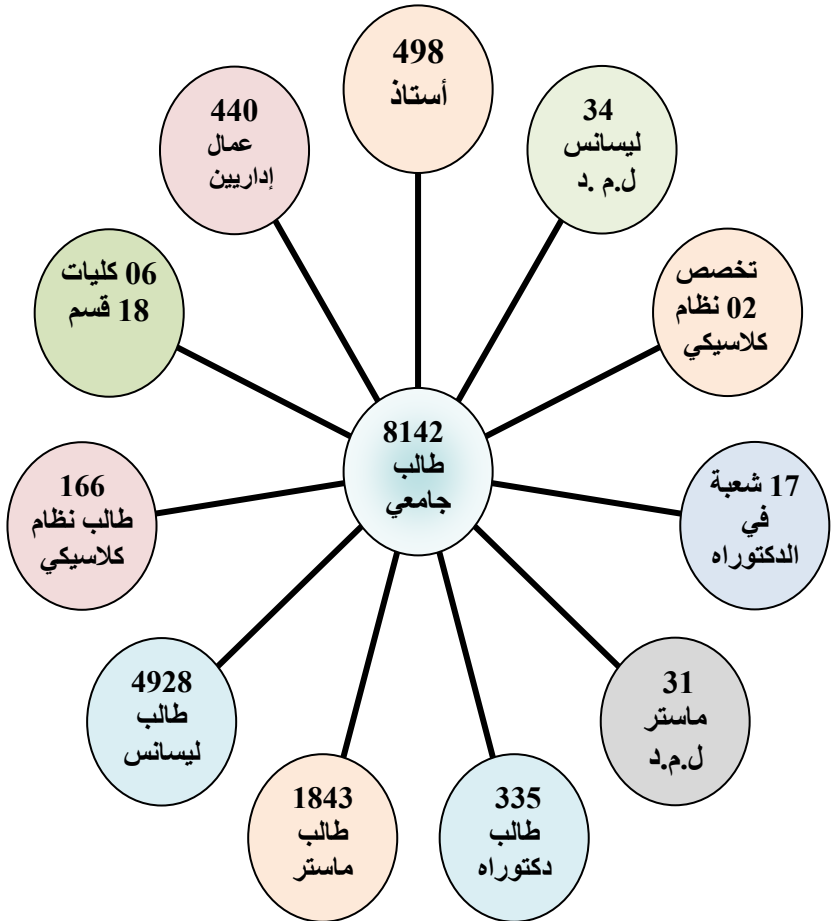 498
أستاذ
34
ليسانس
ل.م .د
440
عمال
إداريين
تخصص
02 نظام
كلاسيكي
06 كليات
18 قسم
8142
طالب
جامعي
17 شعبة
في
الدكتوراه
166
طالب نظام
كلاسيكي
31
ماستر
ل.م.د
4928
طالب
ليسانس
335
طالب
دكتوراه
1843
طالب
ماستر